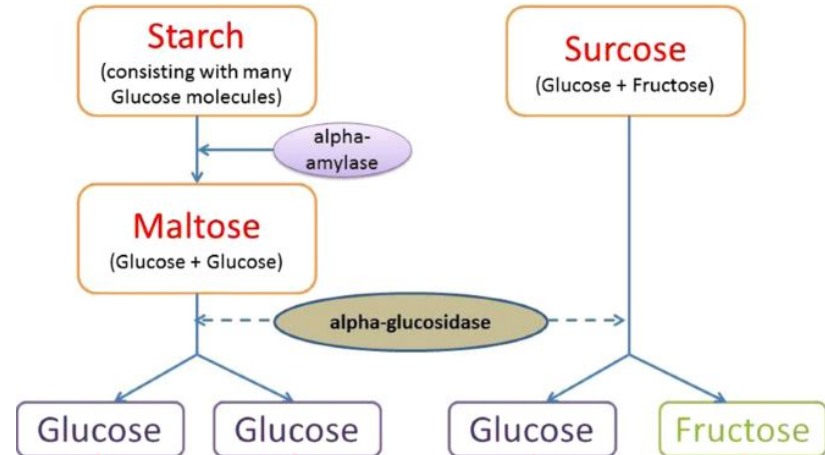 Starch
(consisting with many
Glucose molecules)
Surcose
(Glucose + Fructose)
alpha-
amylase
Maltose
(Glucose + Glucose)
alpha-glucosidase
Glucose
Glucose
Glucose
Fructose